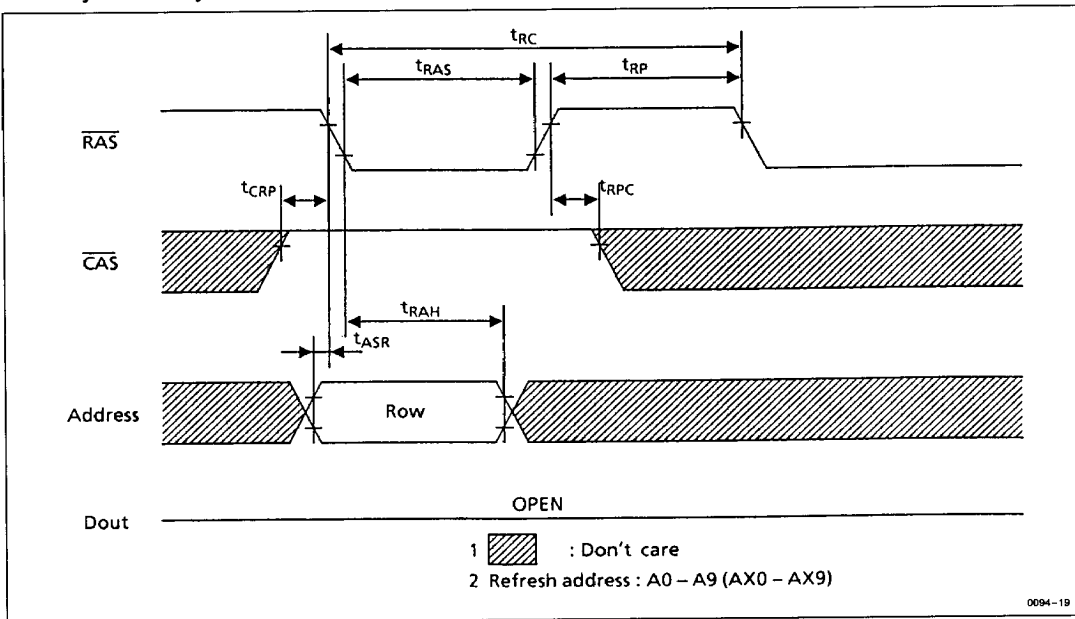 tRC
tRAS
tRP
RAS
tCRP
tRPC
CAS
tRAH
tASR
Address
Row
Dout
OPEN
1 : Don't care
2 Refresh address : A0 – A9 (AX0 – AX9)
0094-19